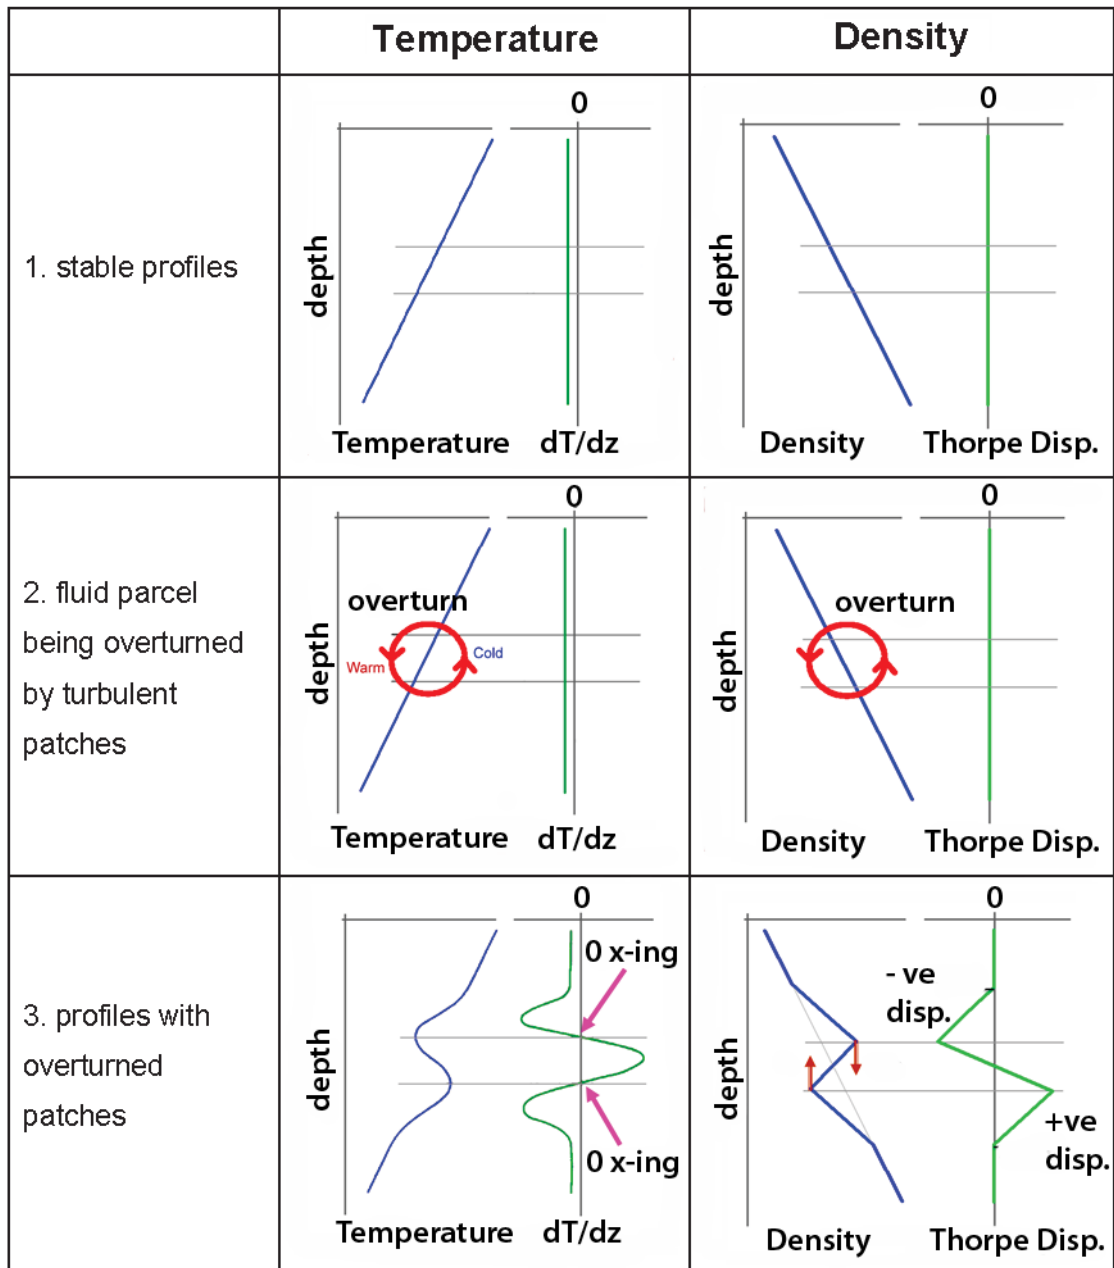 Temperature
Density
1. stable profiles
0
depth
Temperature
dT/dz
0
depth
Density
Thorpe Disp.
2. fluid parcel
being overturned
by turbulent
patches
0
overturn
Warm
Cold
depth
Temperature
dT/dz
0
overturn
depth
Density
Thorpe Disp.
3. profiles with
overturned
patches
0
0 x-ing
depth
0 x-ing
Temperature
dT/dz
0
- ve
disp.
depth
+ve
disp.
Density
Thorpe Disp.